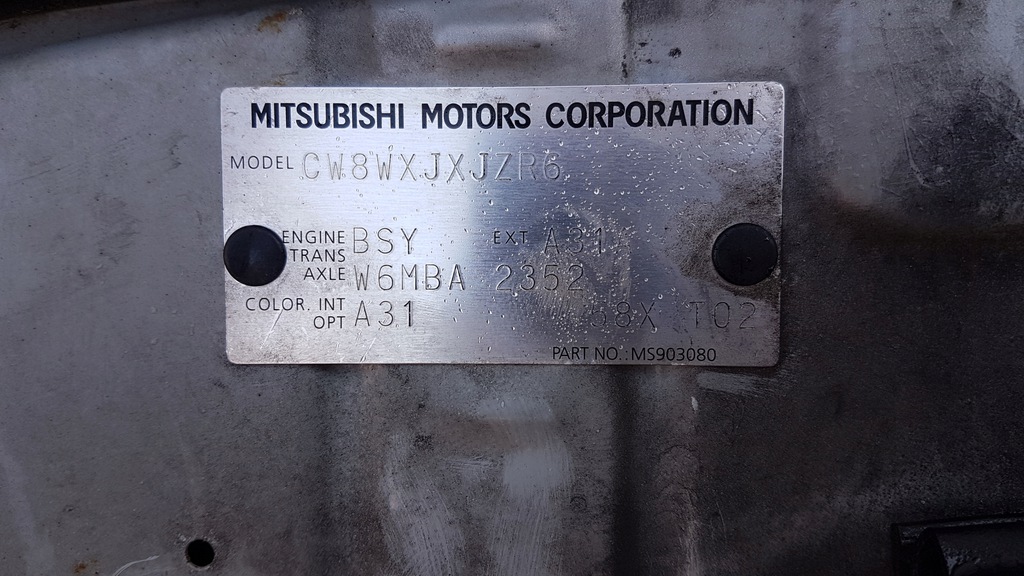 MITSUBISHI MOTORS CORPORATION
MODEL CW8WXJXJZR6
ENGINE BSY EXT A31
TRANS
AXLE W6MBA 2352
COLOR. INT
OPT A31 58X T02
PART NO.:MS903080